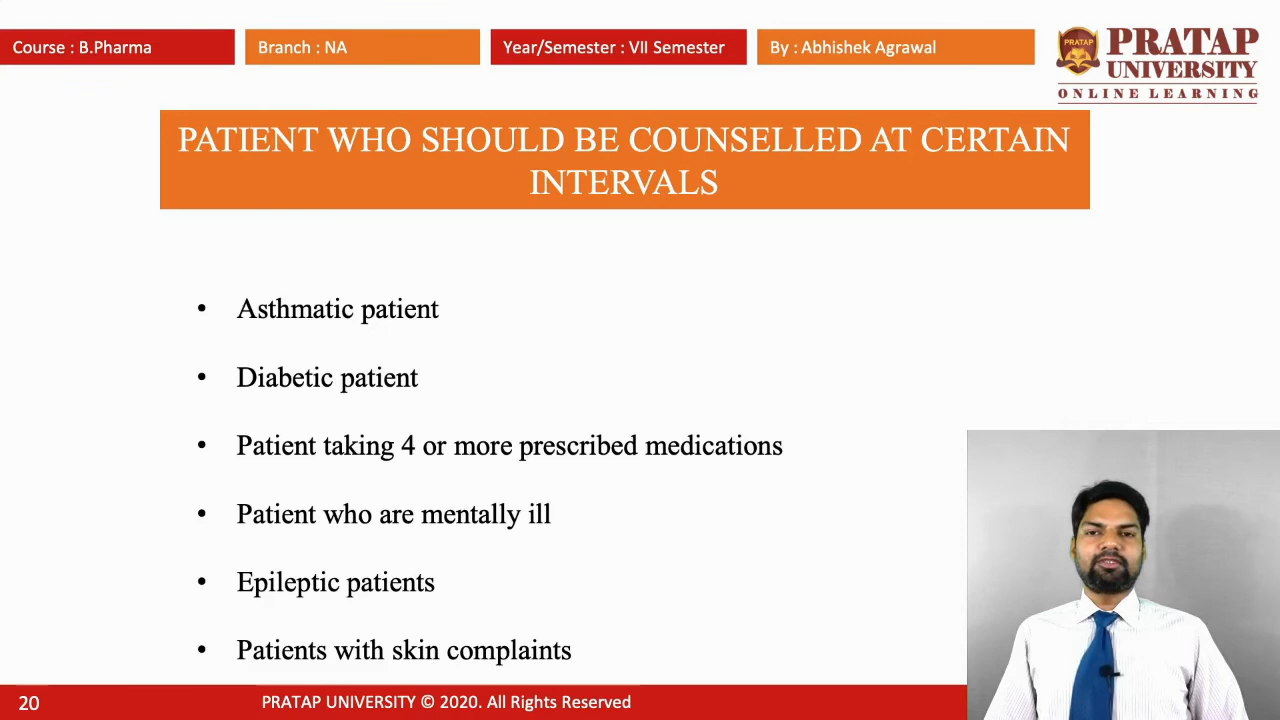 Course : B.Pharma
Branch : NA
Year/Semester : VII Semester
By : Abhishek Agrawal
PRATAP
PRATAP
UNIVERSITY
ONLINE LEARNING
PATIENT WHO SHOULD BE COUNSELLED AT CERTAIN
INTERVALS
• Asthmatic patient
• Diabetic patient
• Patient taking 4 or more prescribed medications
• Patient who are mentally ill
• Epileptic patients
• Patients with skin complaints
20
PRATAP UNIVERSITY © 2020. All Rights Reserved